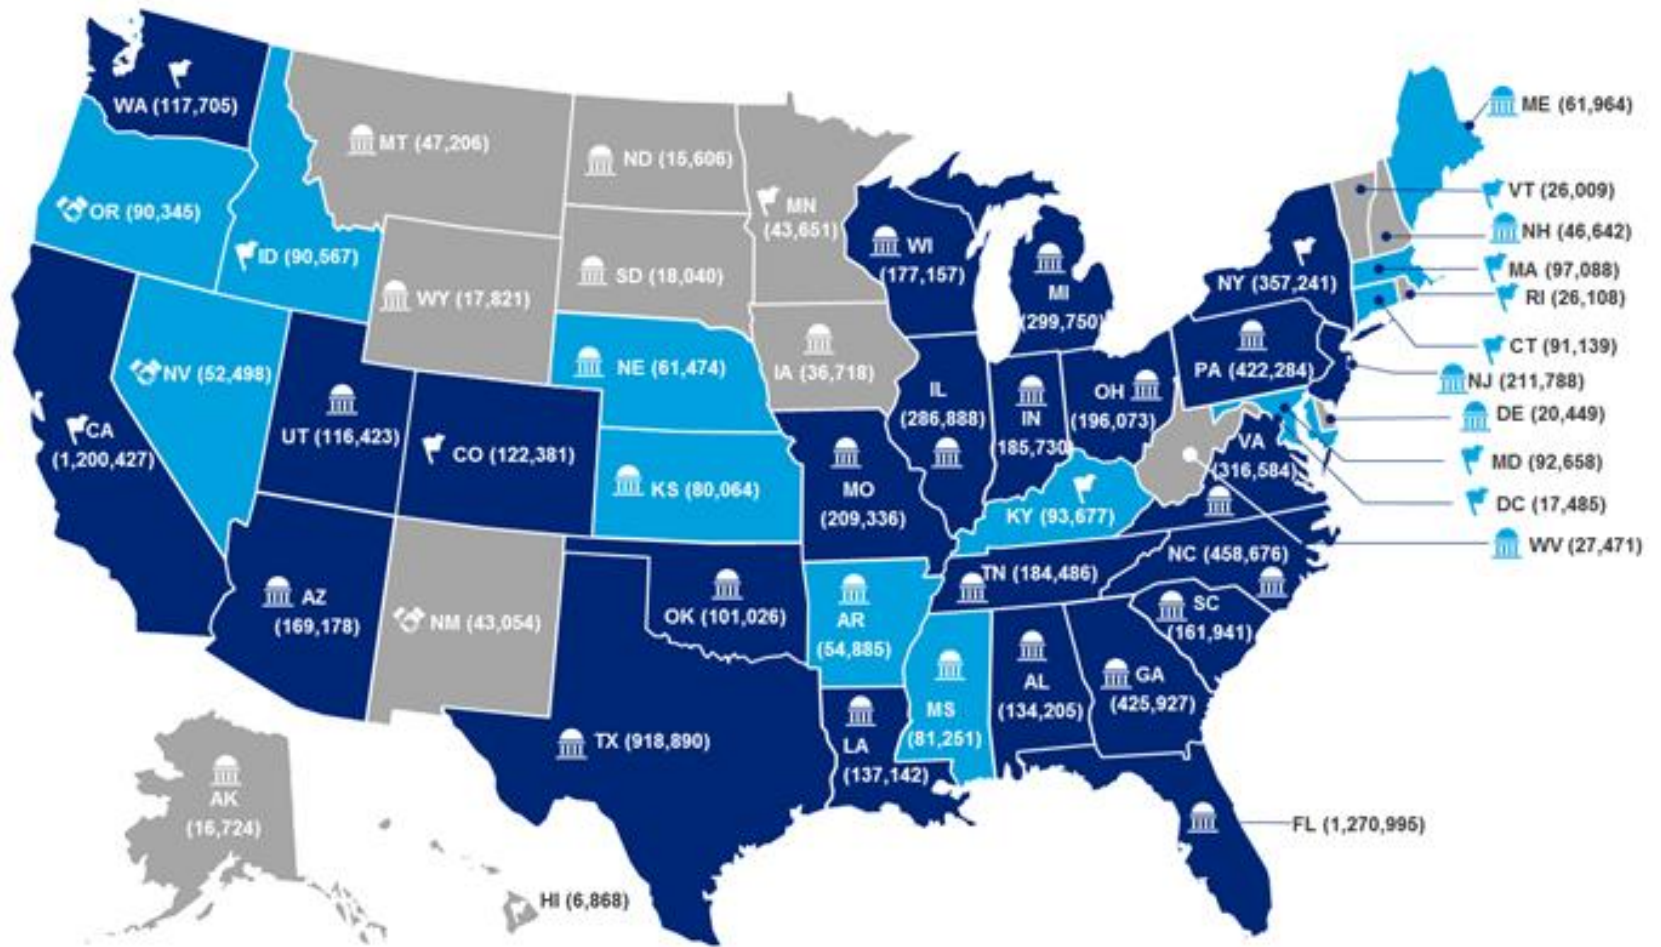 WA (117,705)
OR (90,345)
ID (90,567)
MT (47,206)
ND (15,606)
MN
(43,651)
SD (18,040)
WY (17,821)
WI
(177,157)
MI
(299,750)
NY (357,241)
ME (61,964)
VT (26,009)
NH (46,642)
MA (97,088)
RI (26,108)
CT (91,139)
NJ (211,788)
DE (20,449)
MD (92,658)
DC (17,485)
WV (27,471)
CA
(1,200,427)
NV (52,498)
UT (116,423)
CO (122,381)
NE (61,474)
KS (80,064)
IA (36,718)
MO
(209,336)
IL
(286,888)
IN
185,730)
OH
(196,073)
PA (422,284)
VA
(316,584)
KY (93,677)
NC (458,676)
TN (184,486)
SC
(161,941)
AZ
(169,178)
NM (43,054)
OK (101,026)
AR
(54,885)
TX (918,890)
LA
(137,142)
MS
(81,251)
AL
(134,205)
GA
(425,927)
FL (1,270,995)
AK
(16,724)
HI (6,868)